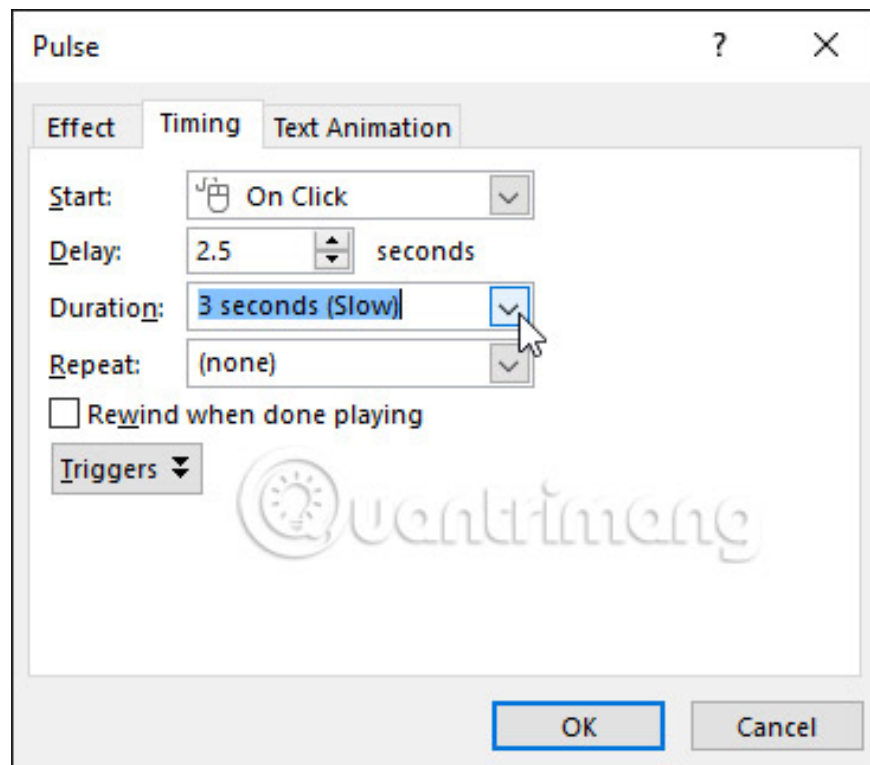 Pulse ?
Effect Timing Text Animation
Start: On Click
Delay: 2.5 seconds
Duration: 3 seconds (Slow)
Repeat: (none)
Rewind when done playing
Triggers
Quantrimang
OK Cancel